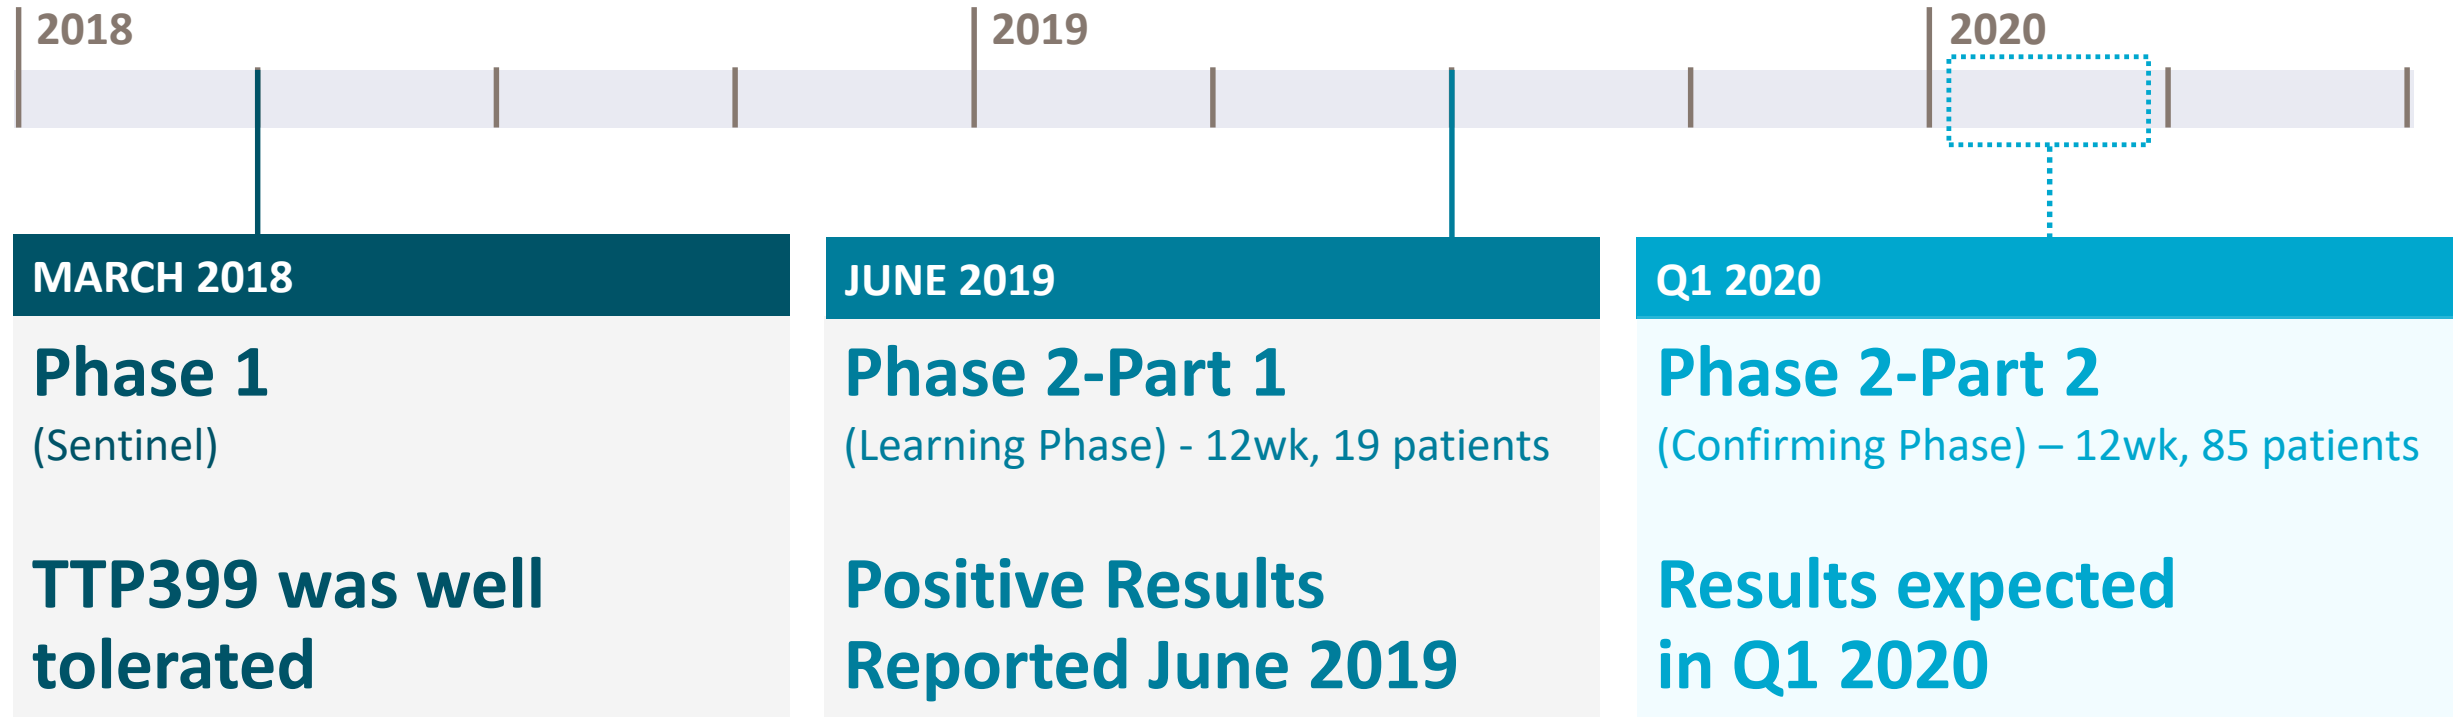 2018
2019
2020
MARCH 2018
Phase 1
(Sentinel)
TTP399 was well
tolerated
JUNE 2019
Phase 2-Part 1
(Learning Phase) - 12wk, 19 patients
Positive Results
Reported June 2019
Q1 2020
Phase 2-Part 2
(Confirming Phase) – 12wk, 85 patients
Results expected
in Q1 2020